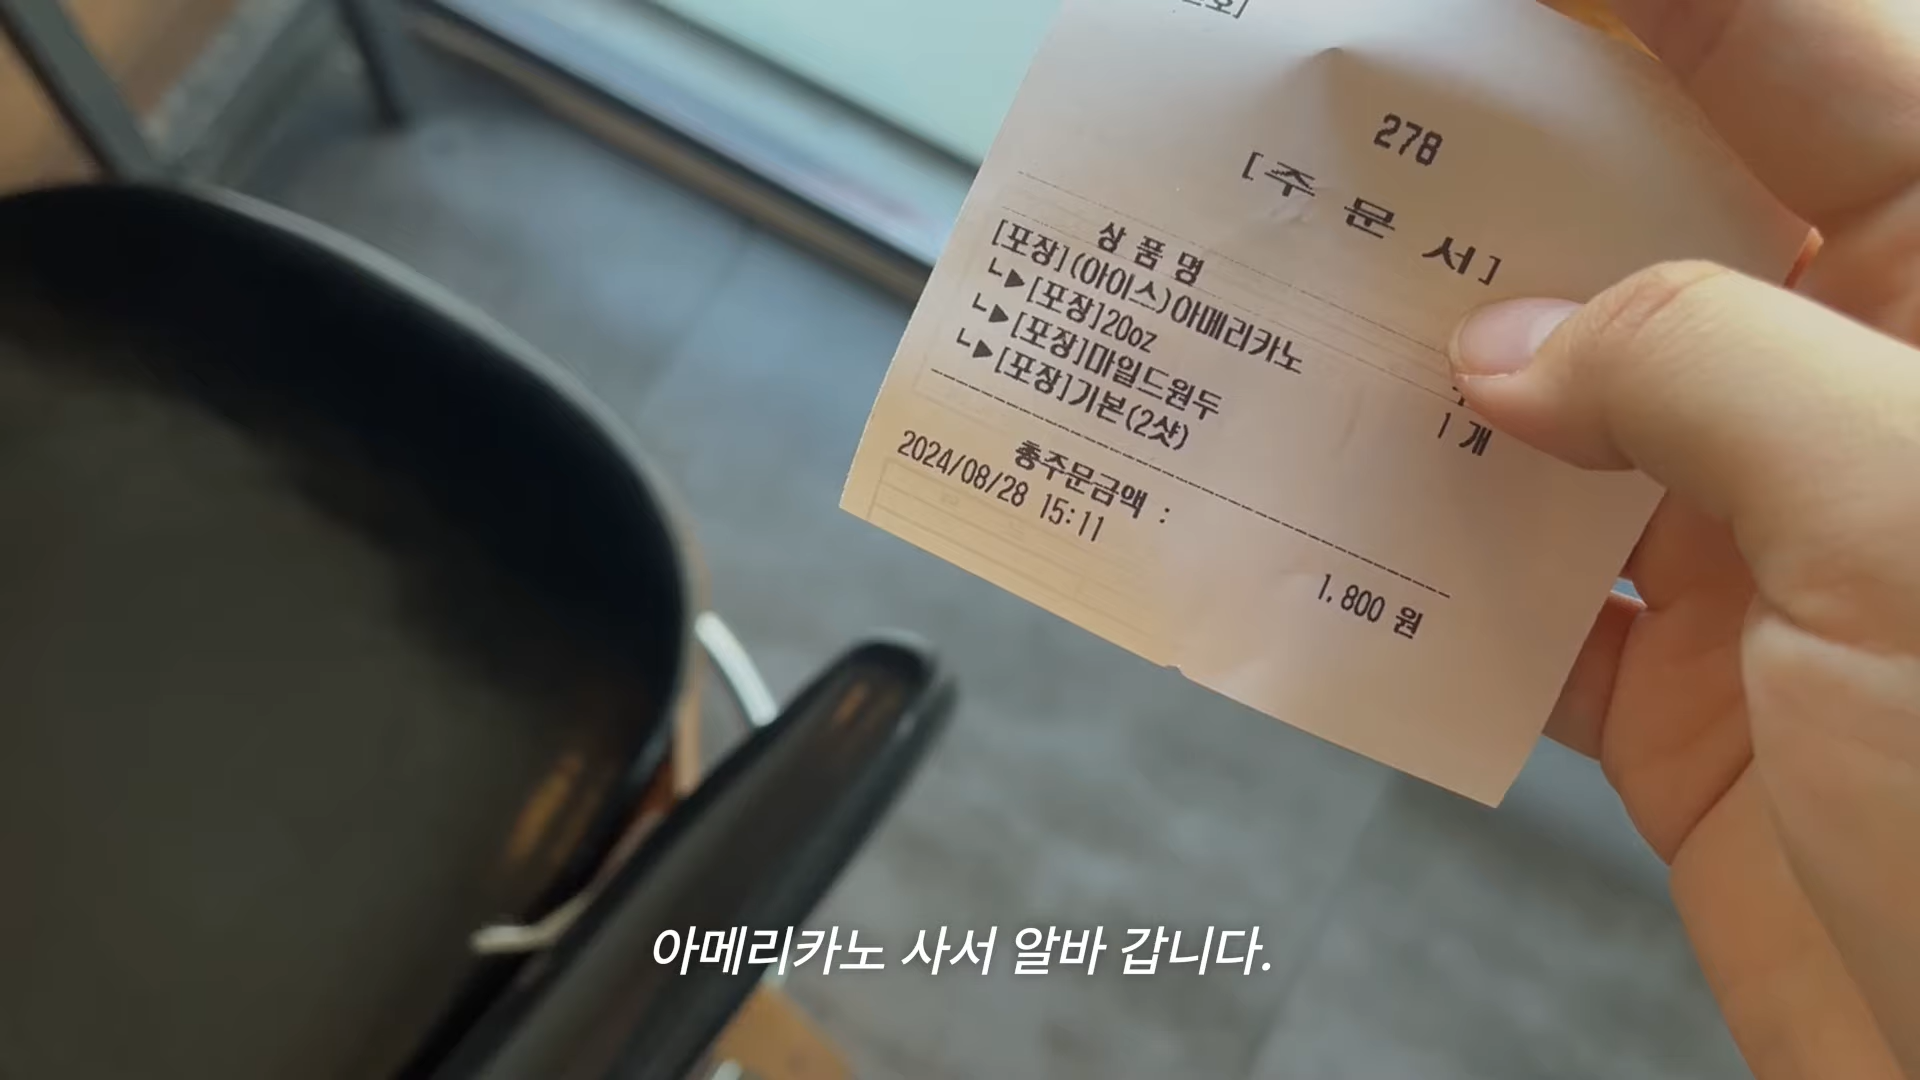 278
[주 문 서]
상 품 명
[포장](아이스)아메리카노
┗▶[포장]20oz
┗▶[포장]마일드원두 1 개
┗▶[포장]기본(2샷)
총주문금액 : 1,800 원
2024/08/28 15:11
아메리카노 사서 알바 갑니다.